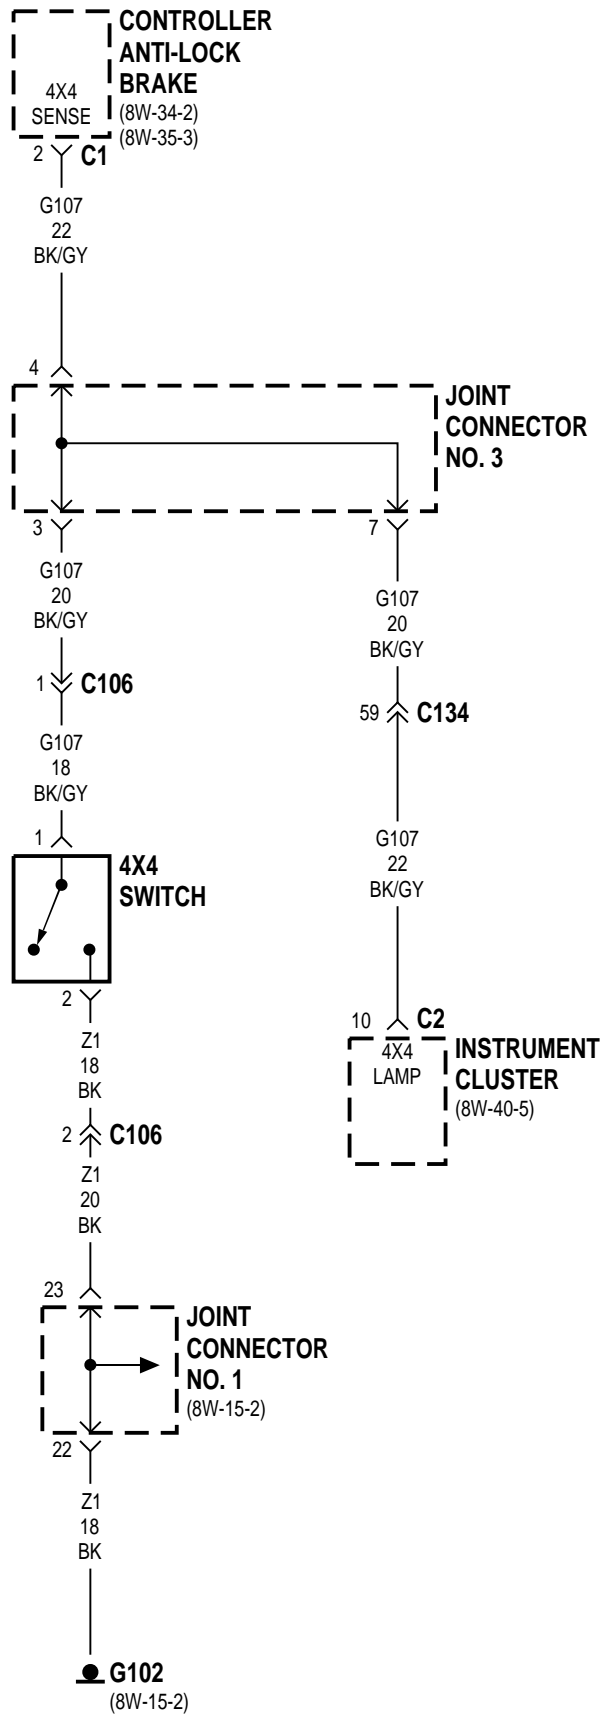 CONTROLLER
ANTI-LOCK
BRAKE
(8W-34-2)
(8W-35-3)
4X4
SENSE
2
C1
G107
22
BK/GY
4
JOINT
CONNECTOR
NO. 3
3
7
G107
20
BK/GY
G107
20
BK/GY
1
C106
59
C134
G107
18
BK/GY
G107
22
BK/GY
1
4X4
SWITCH
2
10
C2
4X4
LAMP
INSTRUMENT
CLUSTER
(8W-40-5)
Z1
18
BK
2
C106
Z1
20
BK
23
JOINT
CONNECTOR
NO. 1
(8W-15-2)
22
Z1
18
BK
G102
(8W-15-2)